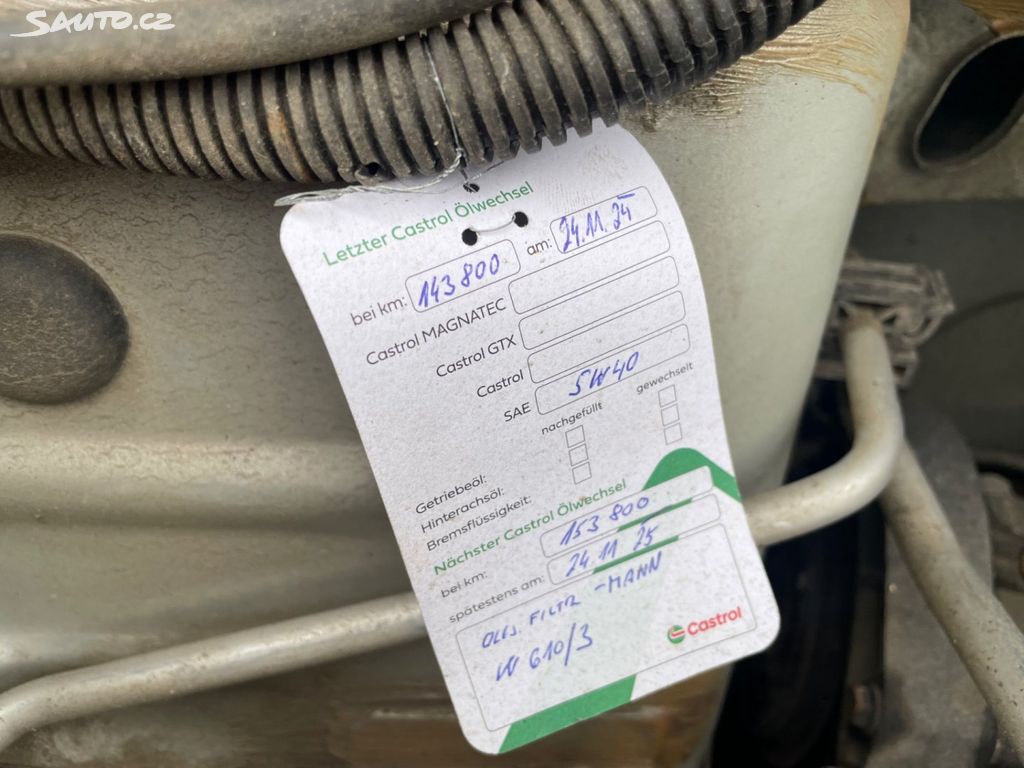 SAUTO.CZ
Letzter Castrol Ölwechsel
bei km: 143 800 am: 24.11.24
Castrol MAGNATEC
Castrol GTX
Castrol
SAE 5W40
nachgefüllt gewechselt
Getriebeöl:
Hinterachsöl:
Bremsflüssigkeit:
Nächster Castrol Ölwechsel
bei km: 153 800
spätestens am: 24 11 25
OLEJ. FILTR - MANN
W 610/3
Castrol